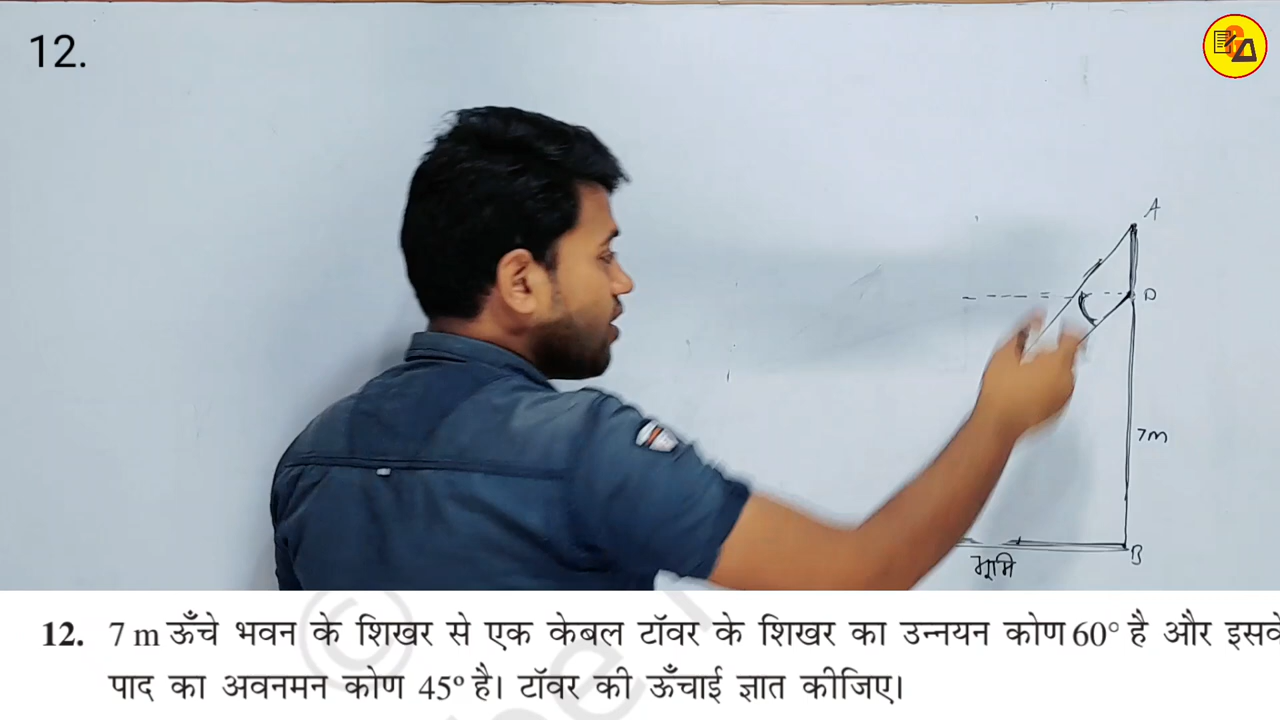 12.
A
D
7m
B
भूमि
12. 7 m ऊँचे भवन के शिखर से एक केबल टॉवर के शिखर का उन्नयन कोण 60° है और इसके
पाद का अवनमन कोण 45° है। टॉवर की ऊँचाई ज्ञात कीजिए।